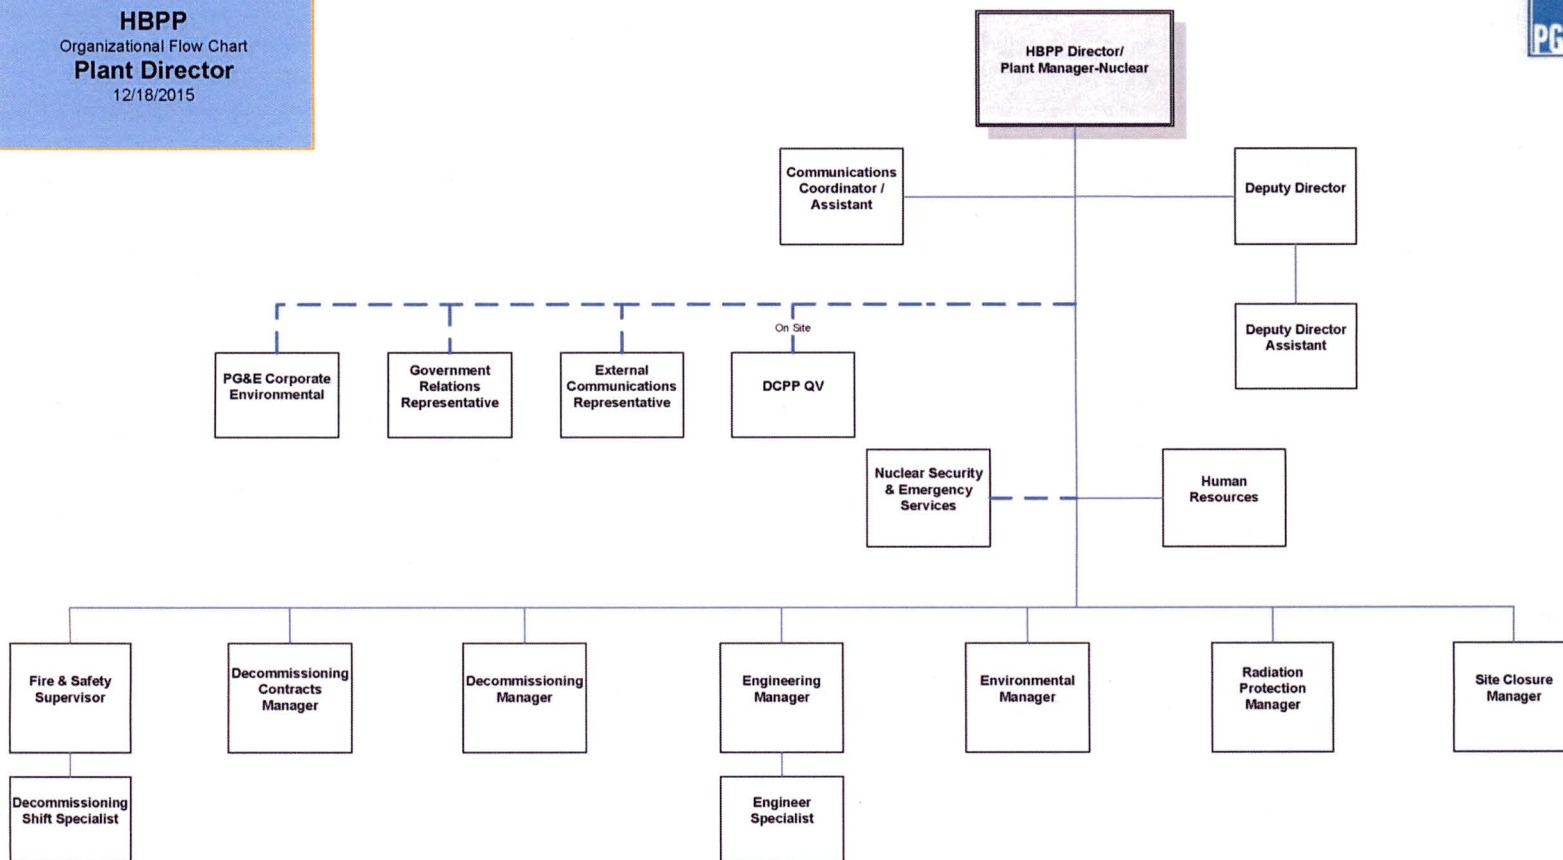 HBPP
Organizational Flow Chart
Plant Director
12/18/2015
PG
HBPP Director/
Plant Manager-Nuclear
Communications
Coordinator /
Assistant
Deputy Director
Deputy Director
Assistant
On Site
PG&E Corporate
Environmental
Government
Relations
Representative
External
Communications
Representative
DCPP QV
Nuclear Security
& Emergency
Services
Human
Resources
Fire & Safety
Supervisor
Decommissioning
Contracts
Manager
Decommissioning
Manager
Engineering
Manager
Environmental
Manager
Radiation
Protection
Manager
Site Closure
Manager
Decommissioning
Shift Specialist
Engineer
Specialist